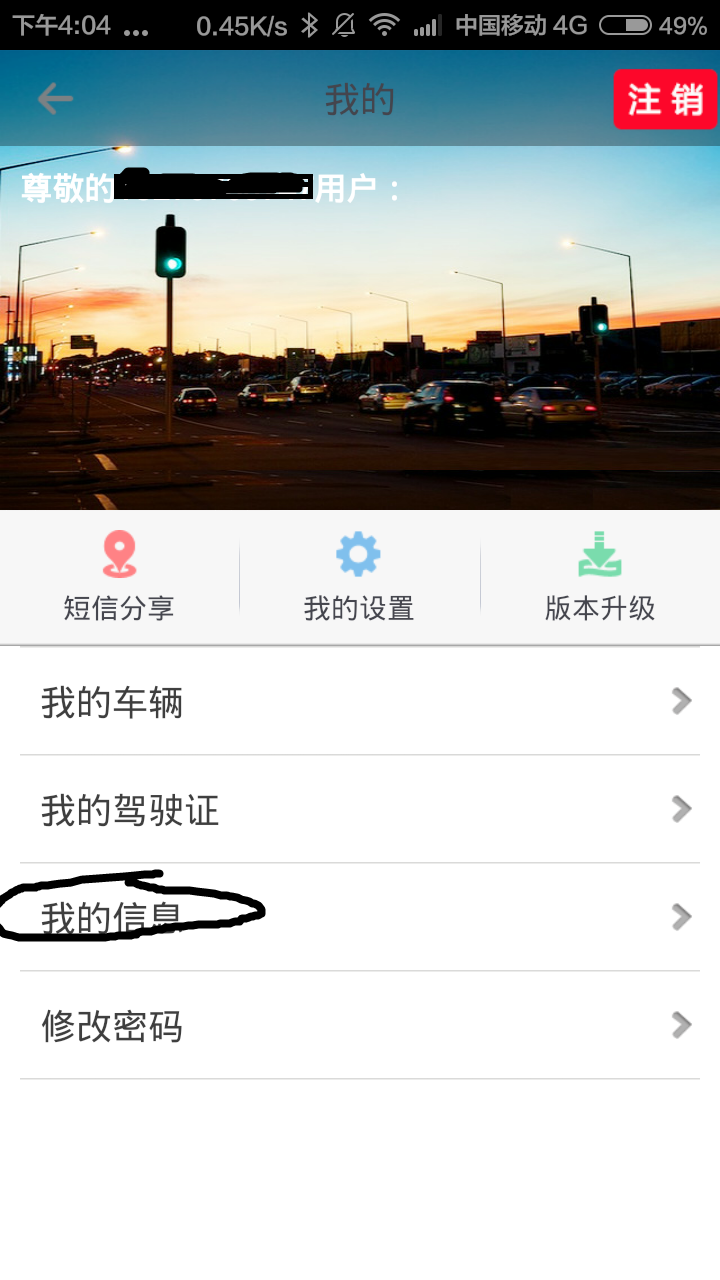 下午4:04 ... 0.45K/s 中国移动 4G 49%
我的 注销
尊敬的 用户：
短信分享 我的设置 版本升级
我的车辆
我的驾驶证
我的信息
修改密码